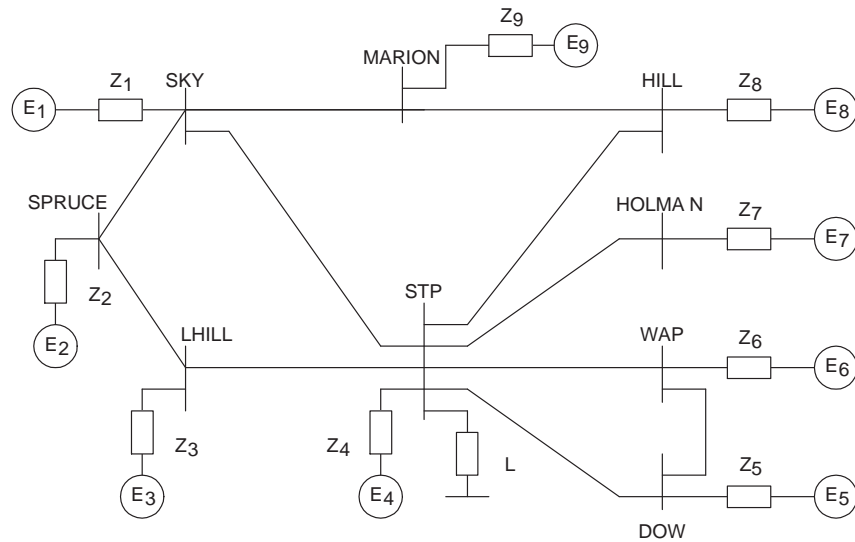 Z9
E9
MARION
SKY
HILL
Z1
Z8
E1
E8
SPRUCE
HOLMA N
Z7
E7
Z2
STP
E2
LHILL
WAP
Z6
E6
Z3
Z4
L
Z5
E3
E4
E5
DOW